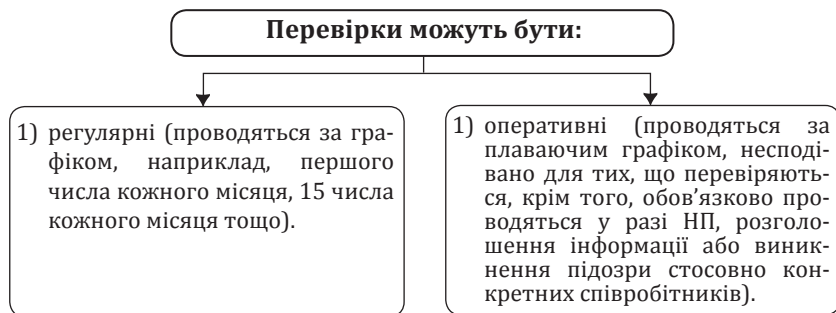 Перевірки можуть бути:
1) регулярні (проводяться за гра-
фіком, наприклад, першого
числа кожного місяця, 15 числа
кожного місяця тощо).
1) оперативні (проводяться за
плаваючим графіком, несподі-
вано для тих, що перевіряють-
ся, крім того, обов’язково про-
водяться у разі НП, розголо-
шення інформації або виник-
нення підозри стосовно кон-
кретних співробітників).